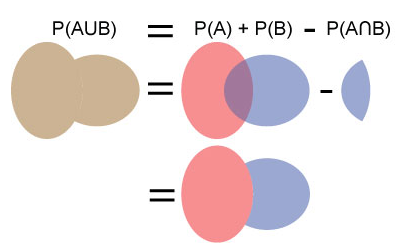 P(AUB) = P(A) + P(B) - P(A∩B)
= -
=